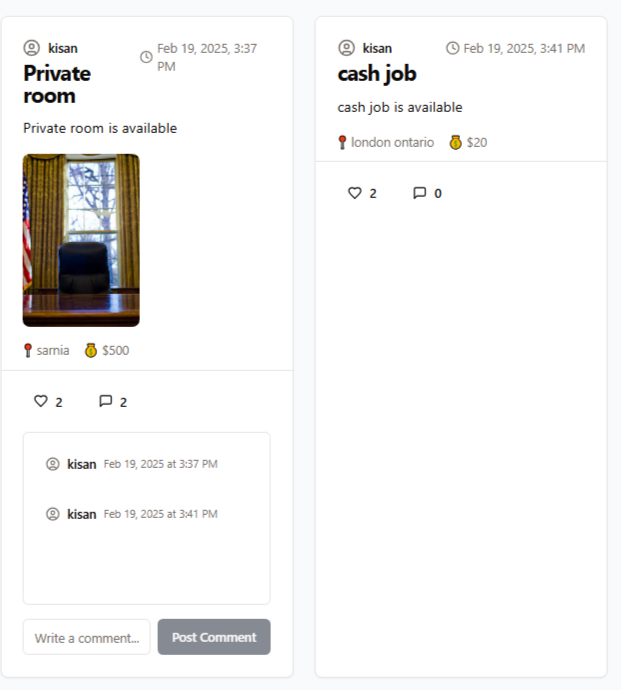 kisan
Feb 19, 2025, 3:37
PM
Private
room
Private room is available
sarnia $500
2 2
kisan Feb 19, 2025 at 3:37 PM
kisan Feb 19, 2025 at 3:41 PM
Write a comment... Post Comment
kisan Feb 19, 2025, 3:41 PM
cash job
cash job is available
london ontario $20
2 0